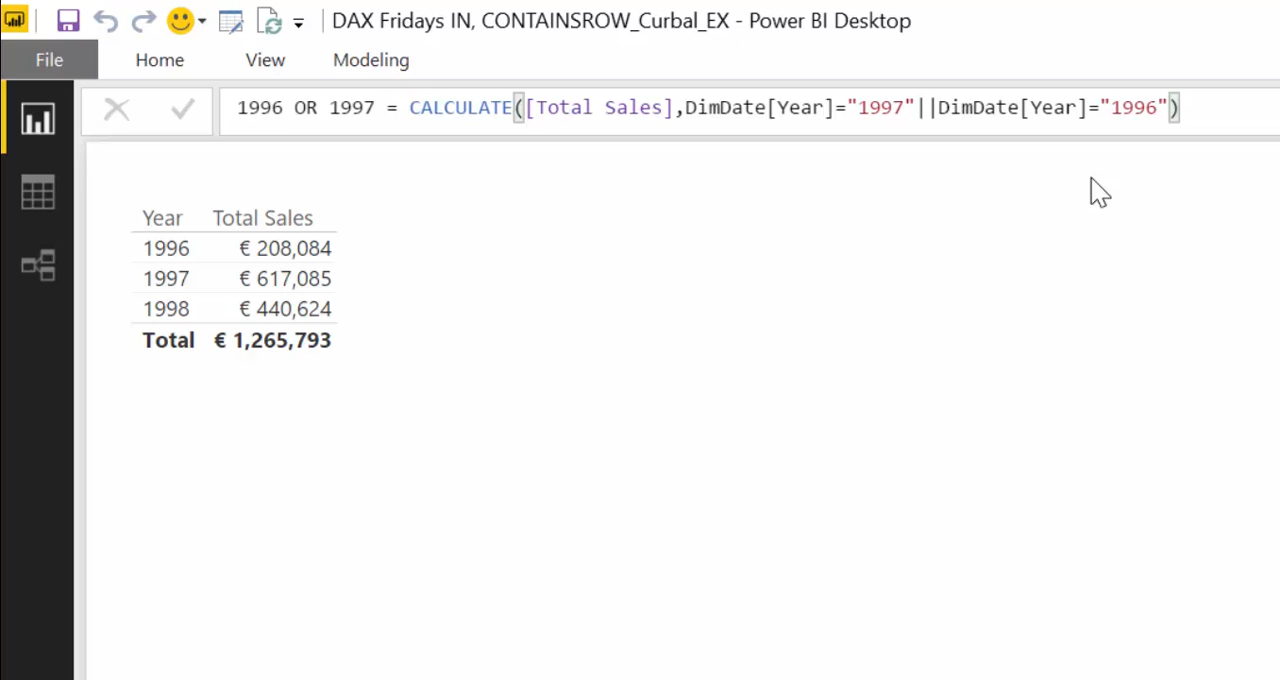 DAX Fridays IN, CONTAINSROW_Curbal_EX - Power BI Desktop
File Home View Modeling
1996 OR 1997 = CALCULATE([Total Sales],DimDate[Year]="1997"||DimDate[Year]="1996")
Year Total Sales
1996 € 208,084
1997 € 617,085
1998 € 440,624
Total € 1,265,793